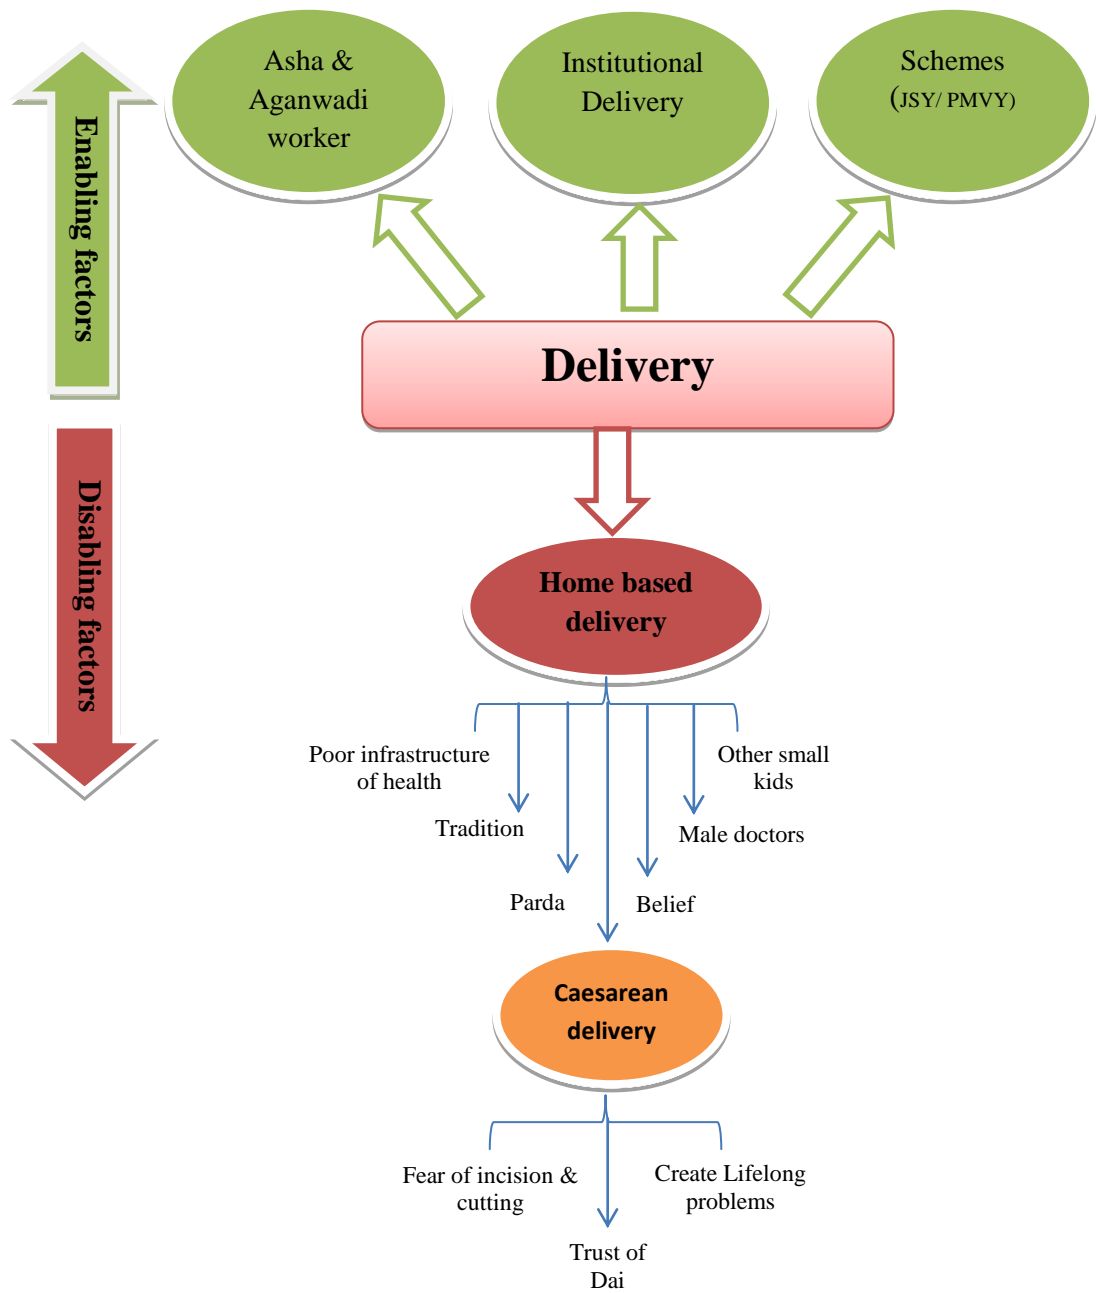 Asha &
Aganwadi
worker
Institutional
Delivery
Schemes
(JSY/ PMVY)
Enabling factors
Delivery
Disabling factors
Home based
delivery
Poor infrastructure
of health
Other small
kids
Tradition
Male doctors
Parda
Belief
Caesarean
delivery
Fear of incision &
cutting
Create Lifelong
problems
Trust of
Dai